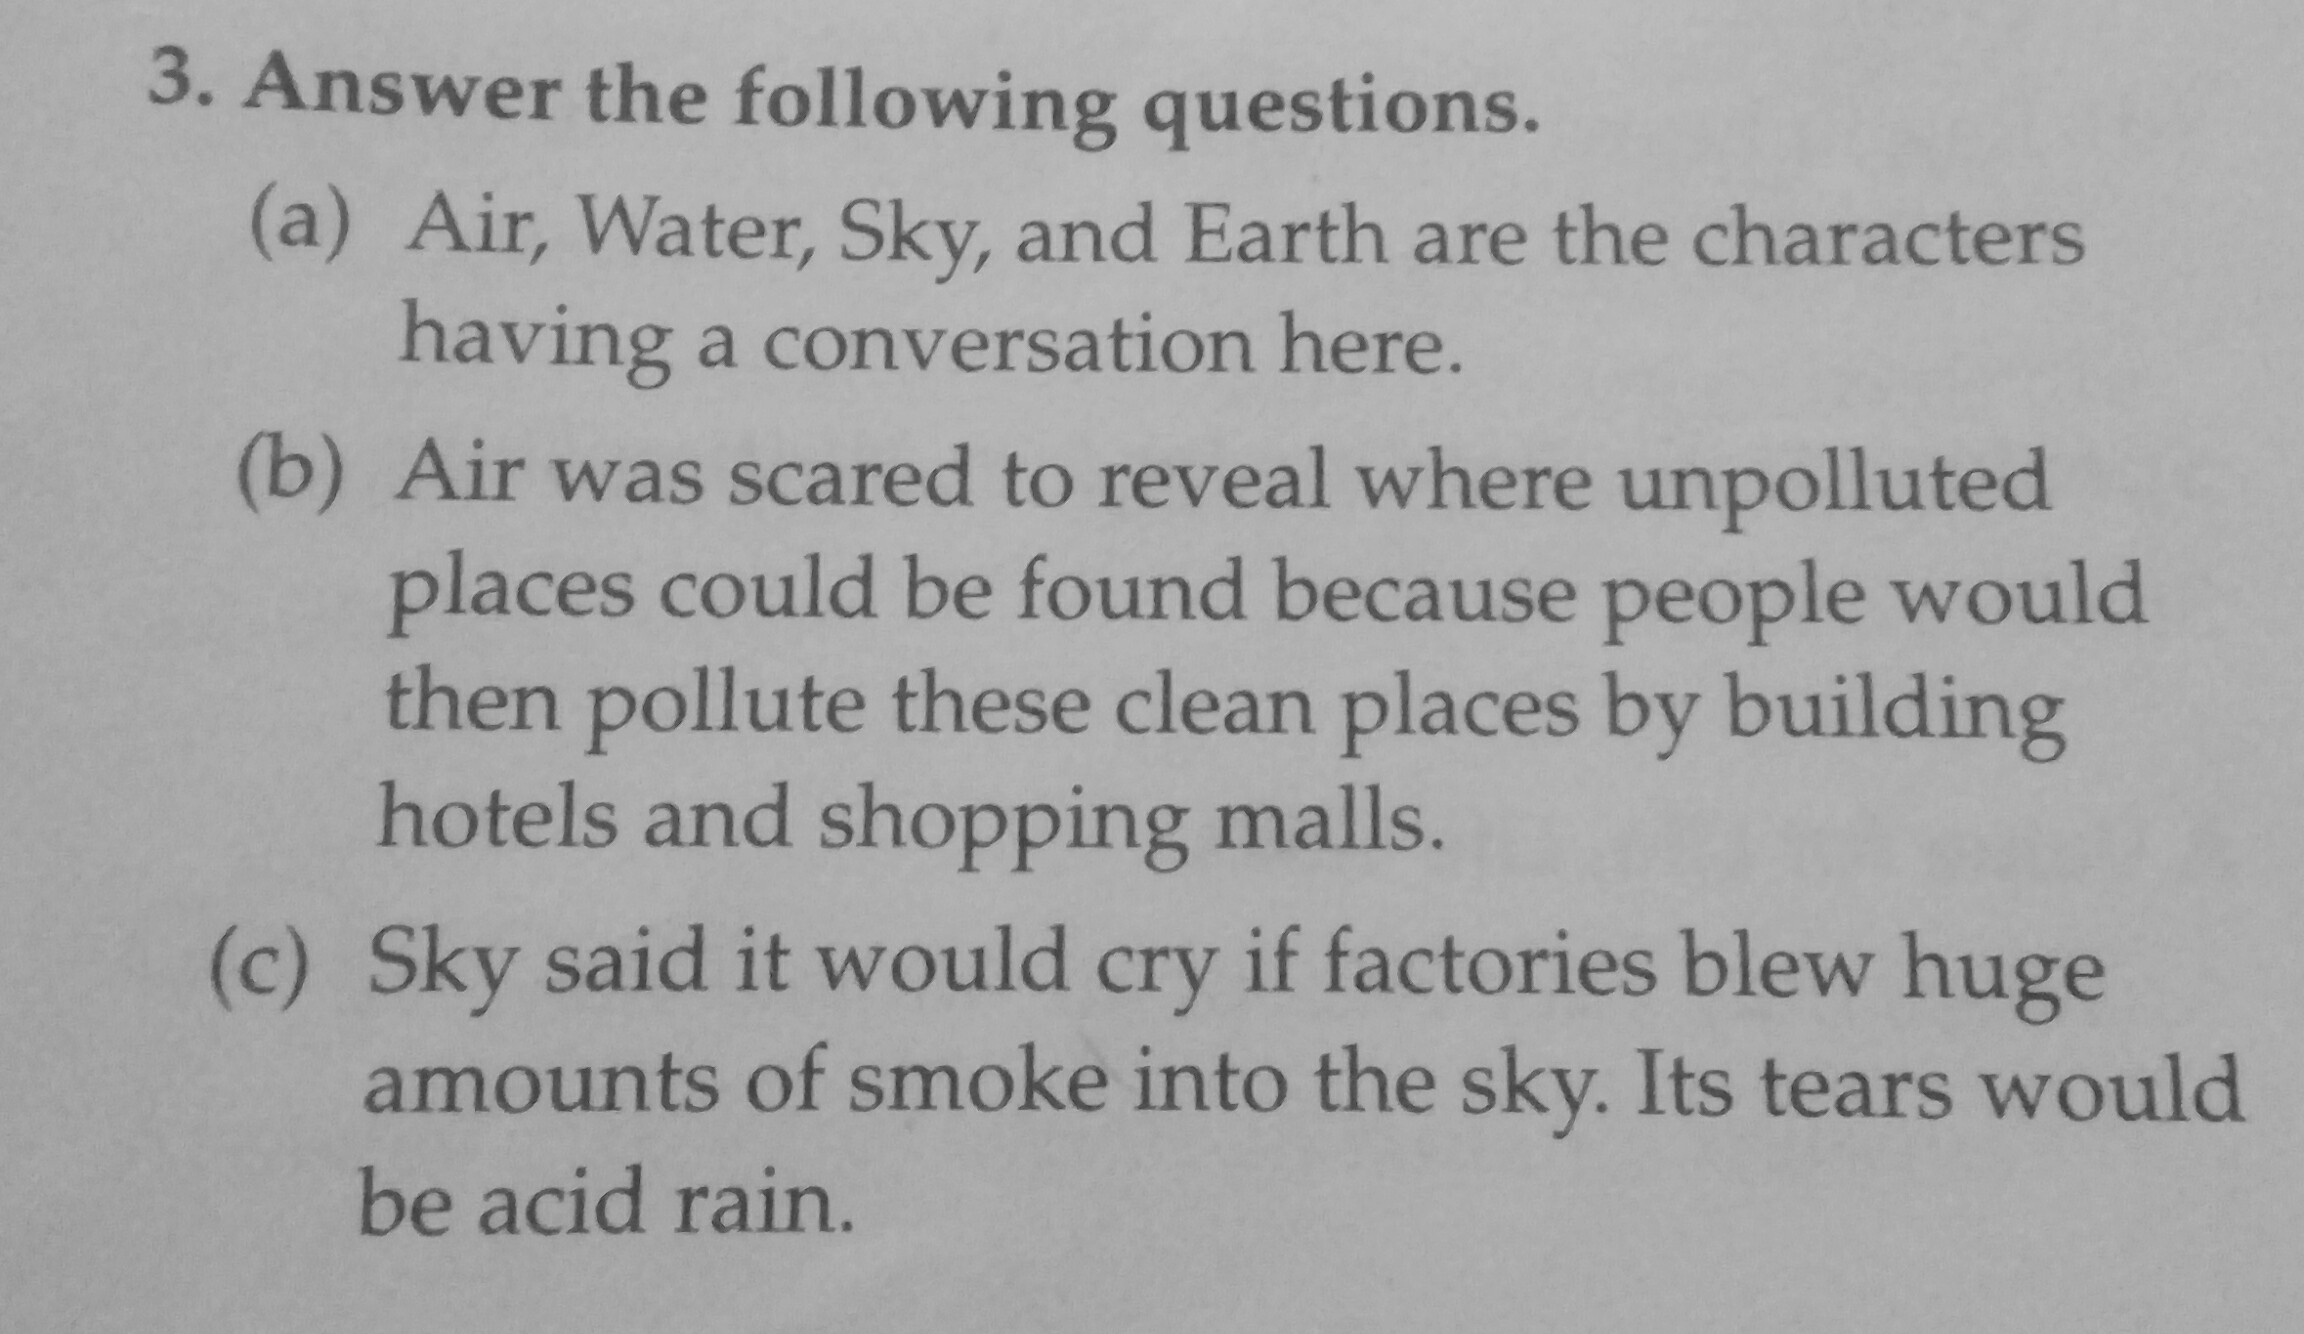 3. Answer the following questions.
(a) Air, Water, Sky, and Earth are the characters
having a conversation here.
(b) Air was scared to reveal where unpolluted
places could be found because people would
then pollute these clean places by building
hotels and shopping malls.
(c) Sky said it would cry if factories blew huge
amounts of smoke into the sky. Its tears would
be acid rain.